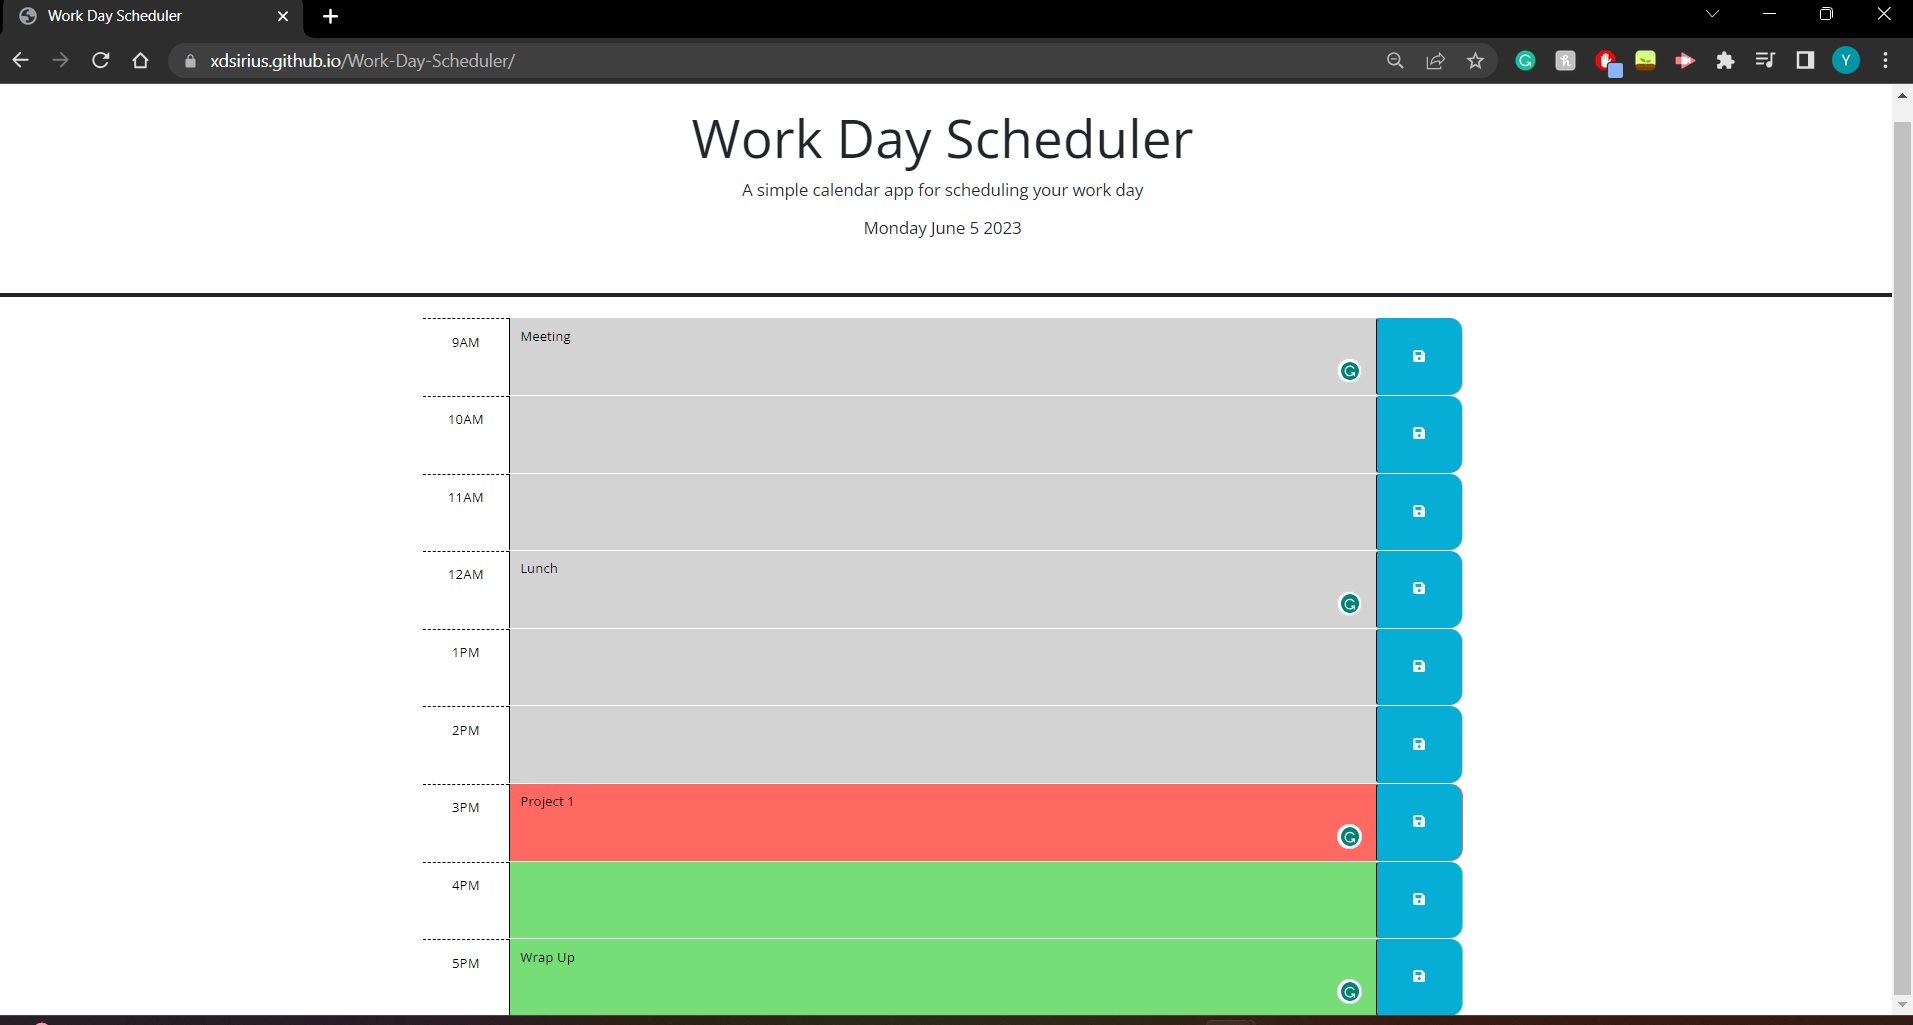 Work Day Scheduler
xdsirius.github.io/Work-Day-Scheduler/
Y
Work Day Scheduler
A simple calendar app for scheduling your work day
Monday June 5 2023
9AM Meeting
10AM
11AM
12AM Lunch
1PM
2PM
3PM Project 1
4PM
5PM Wrap Up